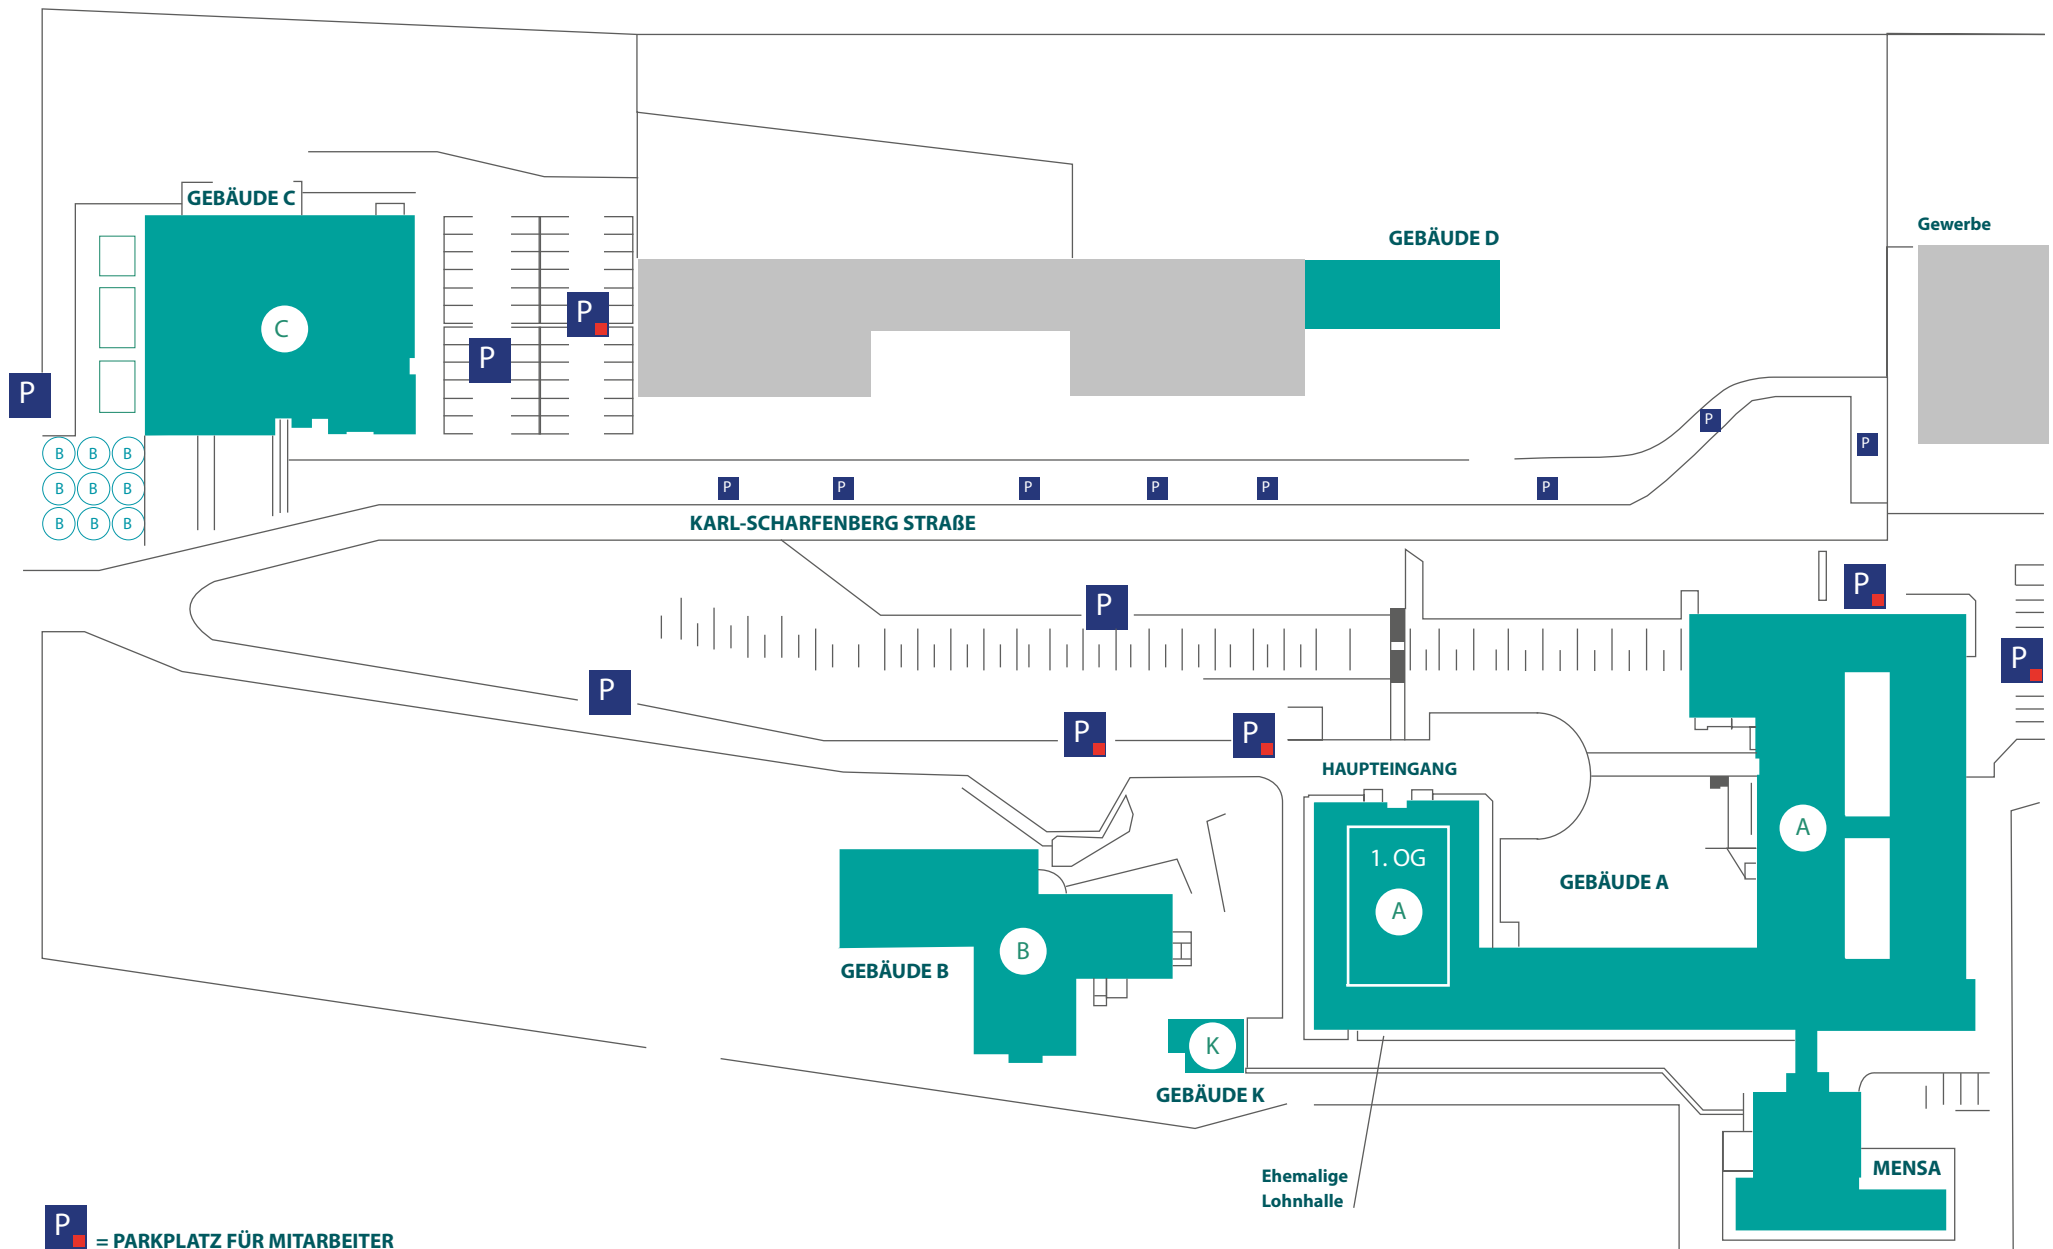 GEBÄUDE C
Gewerbe
GEBÄUDE D
P
C
P
P
P
P
B B B
P
B B B
P P P P P P
B B B
KARL-SCHARFENBERG STRAßE
P
P
P
P
P
P
HAUPTEINGANG
A
1. OG
GEBÄUDE A
A
B
GEBÄUDE B
K
GEBÄUDE K
Ehemalige
Lohnhalle
MENSA
P
= PARKPLATZ FÜR MITARBEITER